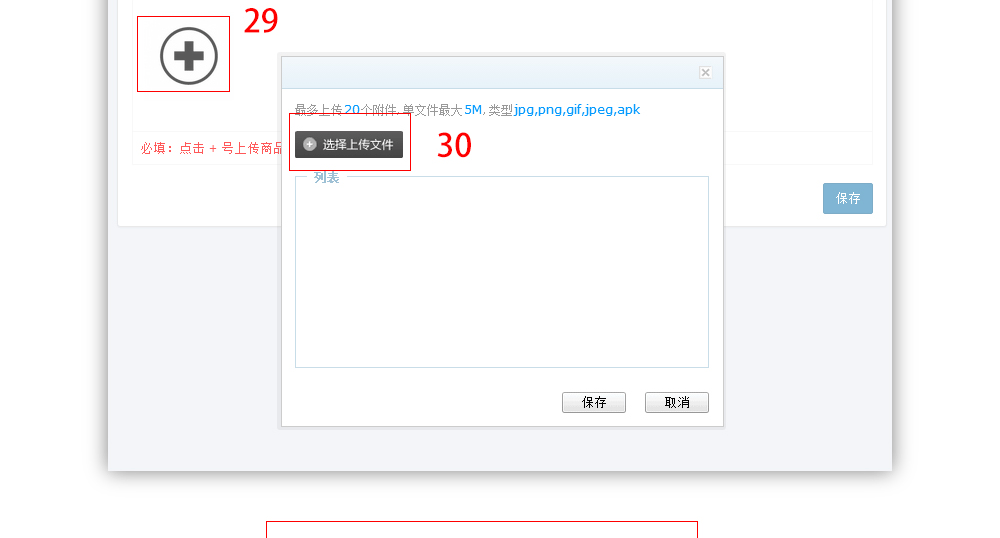 29
最多上传20个附件,单文件最大5M,类型jpg,png,gif,jpeg,apk
选择上传文件
30
必填：点击 + 号上传商品
列表
保存
保存
取消